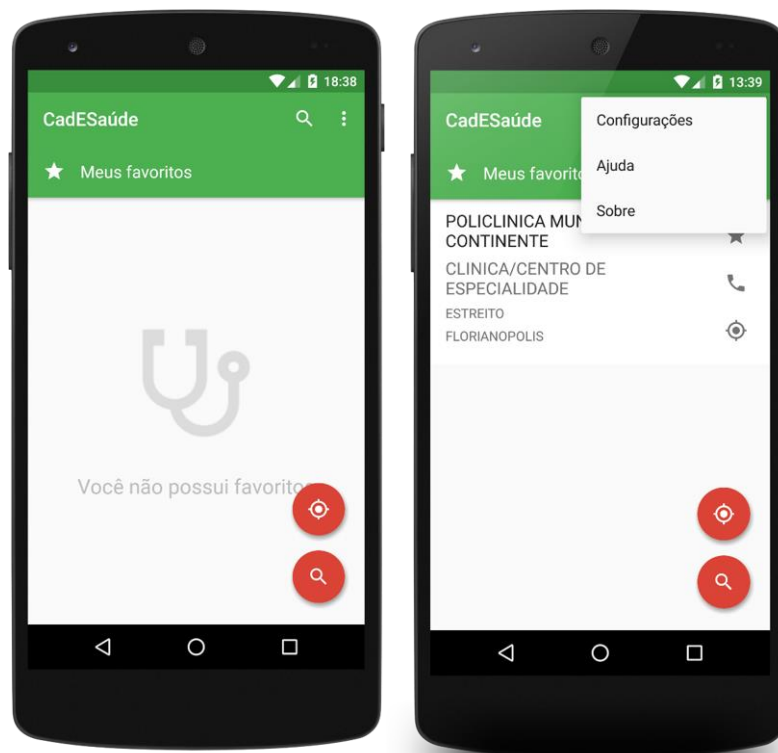 18:38
CadESaúde
Meus favoritos
Você não possui favoritos
13:39
CadESaúde
Configurações
Ajuda
Sobre
Meus favorito
POLICLINICA MUN
CONTINENTE
CLINICA/CENTRO DE
ESPECIALIDADE
ESTREITO
FLORIANOPOLIS